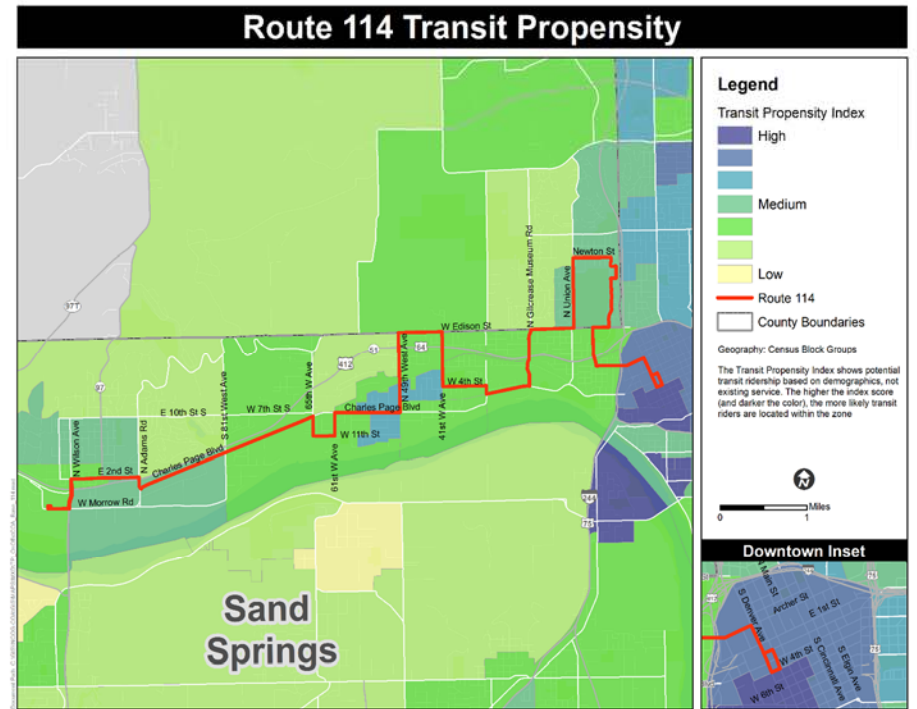 Route 114 Transit Propensity
Legend
Transit Propensity Index
High
Medium
Low
Route 114
County Boundaries
Geography: Census Block Groups
The Transit Propensity Index shows potential
transit ridership based on demographics, not
existing service. The higher the index score
(and darker the color), the more likely transit
riders are located within the zone
Miles
0 1
Newton St
N Gilcrease Museum Rd
N Union Ave
W Edison St
97T
51
64
412
N 49th West Ave
97
W 4th St
S 81st West Ave
65th W Ave
E 10th St S
W 7th St S
Charles Page Blvd
41st W Ave
N Wilson Ave
N Adams Rd
W 11th St
Charles Page Blvd
E 2nd St
61st W Ave
W Morrow Rd
244
75
Sand
Springs
Downtown Inset
N Main St
75
S Denver Ave
Archer St
E 1st St
W 4th St
S Cincinnati Ave
S Elgin Ave
75
W 6th St